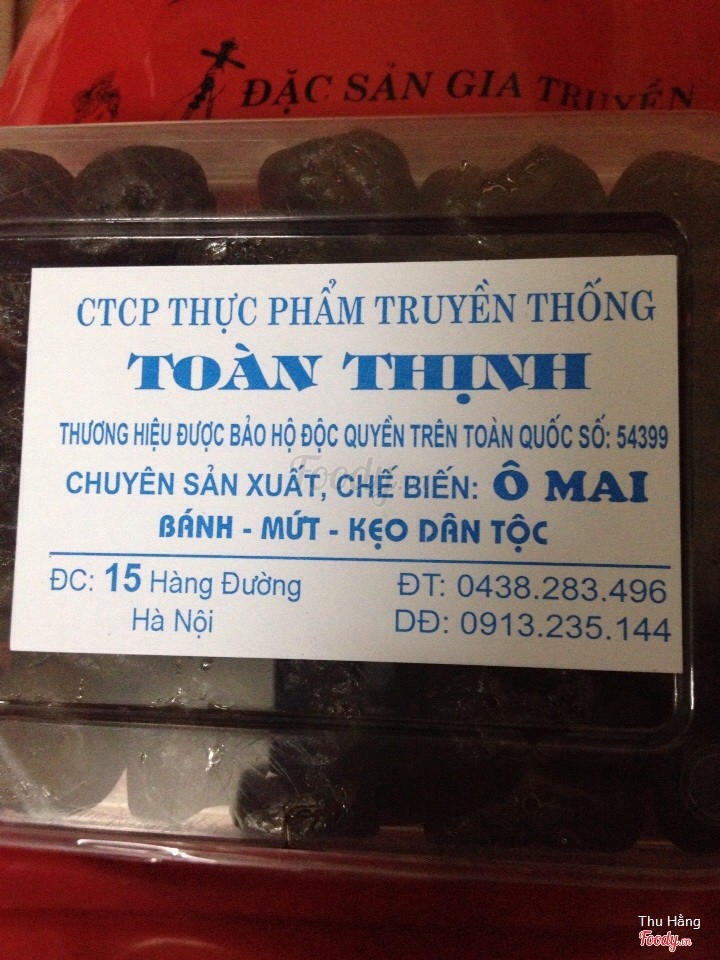 ĐẶC SẢN GIA TRUYỀN
CTCP THỰC PHẨM TRUYỀN THỐNG
TOÀN THỊNH
THƯƠNG HIỆU ĐƯỢC BẢO HỘ ĐỘC QUYỀN TRÊN TOÀN QUỐC SỐ: 54399
Foody.vn
CHUYÊN SẢN XUẤT, CHẾ BIẾN: Ô MAI
BÁNH - MỨT - KẸO DÂN TỘC
ĐC: 15 Hàng Đường ĐT: 0438.283.496
Hà Nội DĐ: 0913.235.144
Thu Hằng
Foody.vn